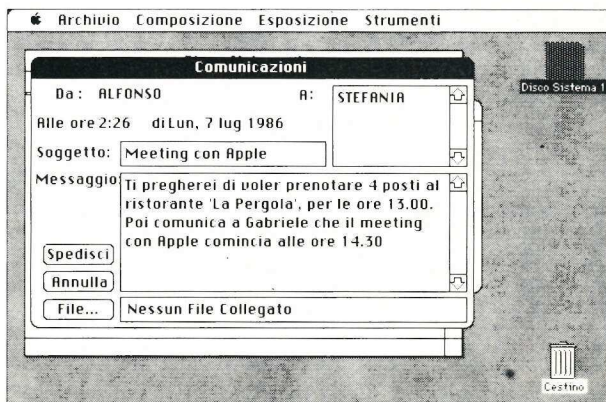 Archivio Composizione Esposizione Strumenti
Comunicazioni
Disco Sistema 1
Da: ALFONSO A: STEFANIA
Alle ore 2:26 di Lun, 7 lug 1986
Soggetto: Meeting con Apple
Messaggio
Ti pregherei di voler prenotare 4 posti al
ristorante 'La Pergola', per le ore 13.00.
Poi comunica a Gabriele che il meeting
con Apple comincia alle ore 14.30
Spedisci
Annulla
File... Nessun File Collegato
Cestino